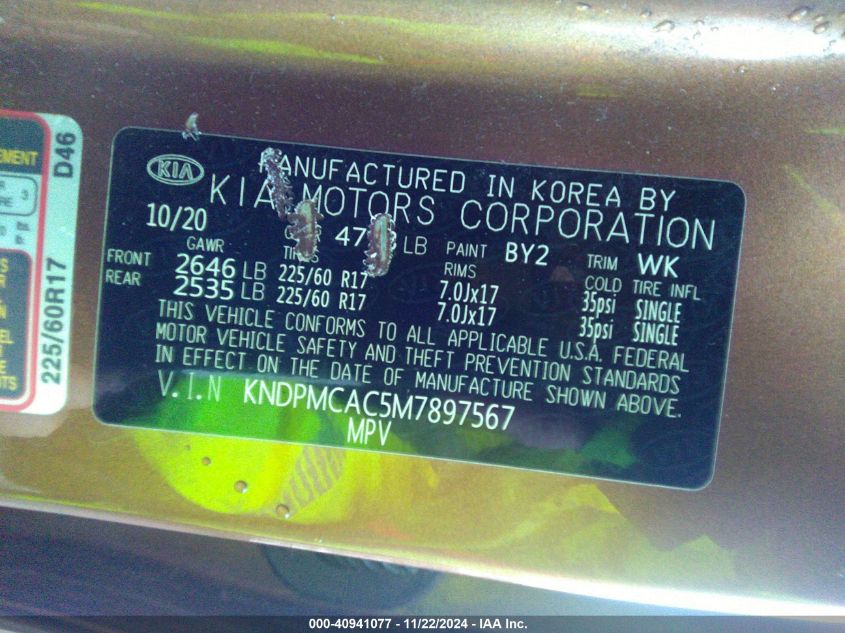 KIA
MANUFACTURED IN KOREA BY
KIA MOTORS CORPORATION
10/20 LB PAINT BY2 TRIM WK
GAWR TIRES RIMS COLD TIRE INFL
FRONT 2646 LB 225/60 R17 7.0Jx17 35psi SINGLE
REAR 2535 LB 225/60 R17 7.0Jx17 35psi SINGLE
THIS VEHICLE CONFORMS TO ALL APPLICABLE U.S.A. FEDERAL
MOTOR VEHICLE SAFETY AND THEFT PREVENTION STANDARDS
IN EFFECT ON THE DATE OF MANUFACTURE SHOWN ABOVE.
V.I.N KNDPMCAC5M7897567
MPV
D46
225/60R17
000-40941077 - 11/22/2024 - IAA Inc.